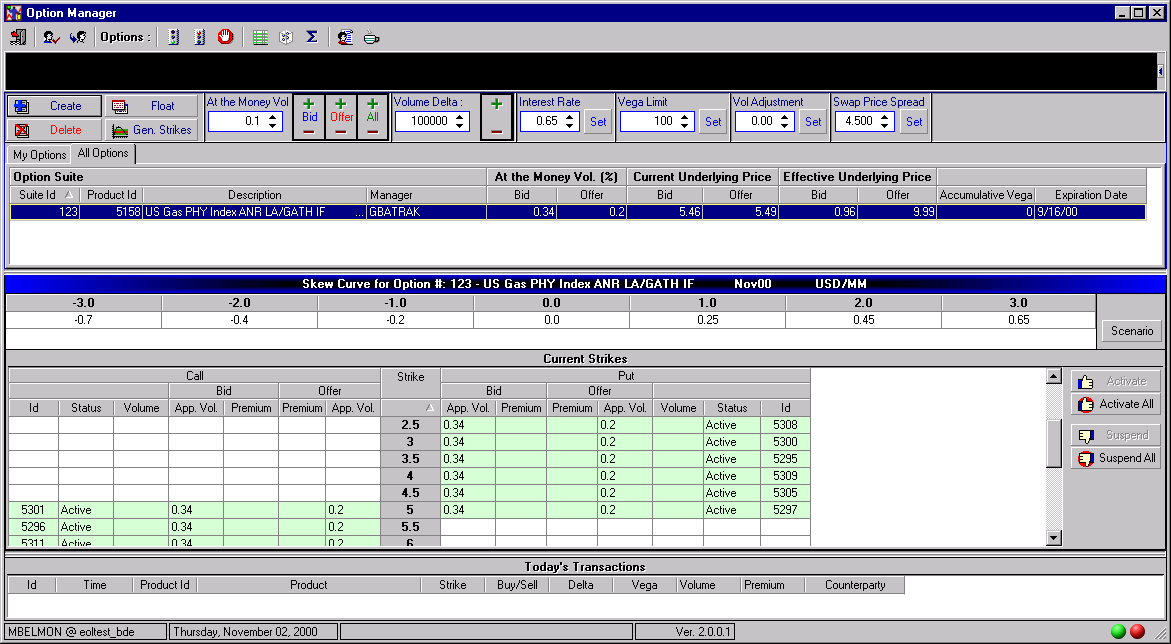 Option Manager
Options :
Create Float At the Money Vol Bid Offer All Volume Delta : Interest Rate Vega Limit Vol Adjustment Swap Price Spread
0.1 100000 0.65 Set 100 Set 0.00 Set 4.500 Set
Delete Gen. Strikes
My Options All Options
Option Suite At the Money Vol. (%) Current Underlying Price Effective Underlying Price
Suite Id Product Id Description Manager Bid Offer Bid Offer Bid Offer Accumulative Vega Expiration Date
123 5158 US Gas PHY Index ANR LA/GATH IF ... GBATRAK 0.34 0.2 5.46 5.49 0.96 9.99 0 9/16/00
Skew Curve for Option #: 123 - US Gas PHY Index ANR LA/GATH IF Nov00 USD/MM
-3.0 -2.0 -1.0 0.0 1.0 2.0 3.0
-0.7 -0.4 -0.2 0.0 0.25 0.45 0.65
Scenario
Current Strikes
Call Strike Put
Bid Offer Bid Offer
Id Status Volume App. Vol. Premium Premium App. Vol. App. Vol. Premium Premium App. Vol. Volume Status Id
2.5 0.34 0.2 Active 5308
3 0.34 0.2 Active 5300
3.5 0.34 0.2 Active 5295
4 0.34 0.2 Active 5309
4.5 0.34 0.2 Active 5305
5301 Active 0.34 0.2 5 0.34 0.2 Active 5297
5296 Active 0.34 0.2 5.5
5311 Active 0.34 0.2 6
Activate
Activate All
Suspend
Suspend All
Today's Transactions
Id Time Product Id Product Strike Buy/Sell Delta Vega Volume Premium Counterparty
MBELMON @ eoltest_bde Thursday, November 02, 2000 Ver. 2.0.0.1